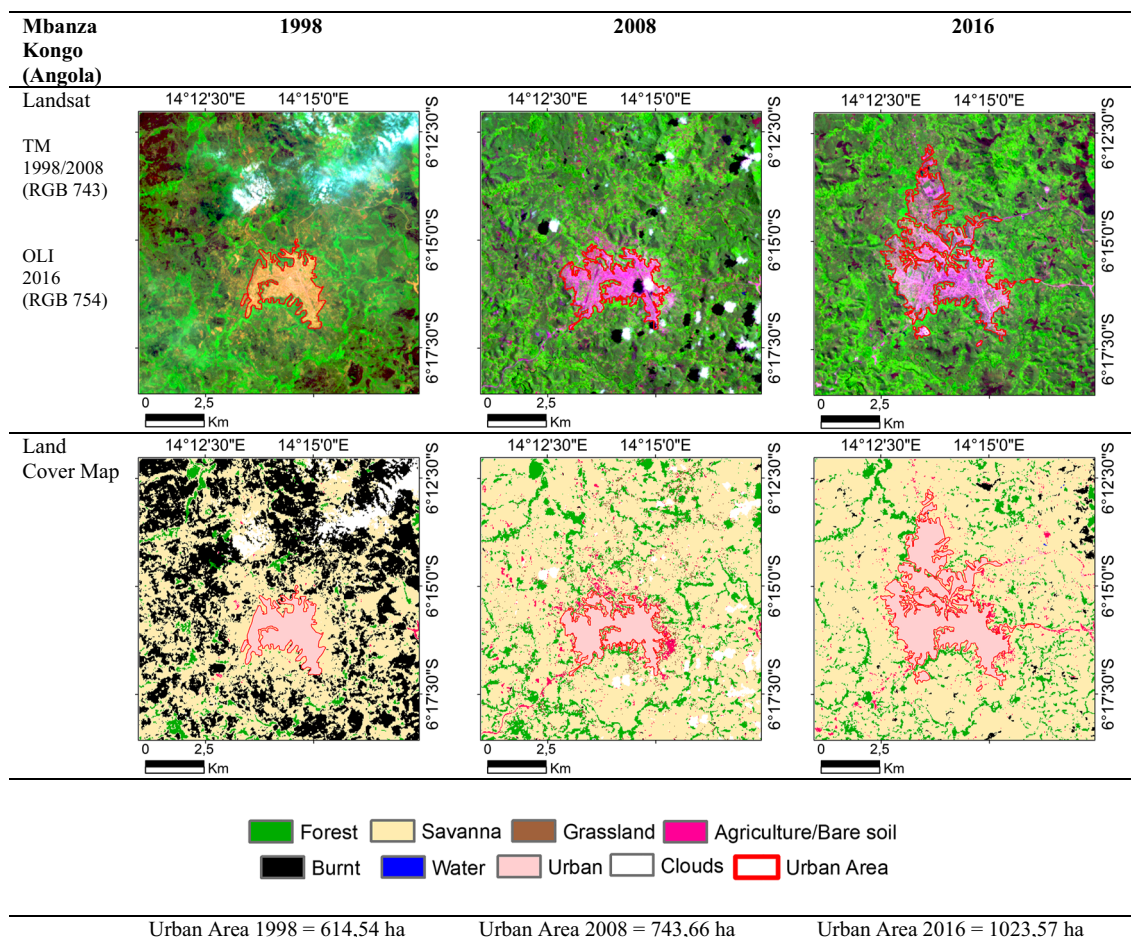 Mbanza Kongo (Angola) 1998 2008 2016
Landsat
TM
1998/2008
(RGB 743)
OLI
2016
(RGB 754)
14°12'30"E 14°15'0"E
6°12'30"S
6°15'0"S
6°17'30"S
0 2,5
Km
14°12'30"E 14°15'0"E
6°12'30"S
6°15'0"S
6°17'30"S
0 2,5
Km
14°12'30"E 14°15'0"E
6°12'30"S
6°15'0"S
6°17'30"S
0 2,5
Km
Land
Cover Map
14°12'30"E 14°15'0"E
6°12'30"S
6°15'0"S
6°17'30"S
0 2,5
Km
14°12'30"E 14°15'0"E
6°12'30"S
6°15'0"S
6°17'30"S
0 2,5
Km
14°12'30"E 14°15'0"E
6°12'30"S
6°15'0"S
6°17'30"S
0 2,5
Km
Forest Savanna Grassland Agriculture/Bare soil
Burnt Water Urban Clouds Urban Area
Urban Area 1998 = 614,54 ha Urban Area 2008 = 743,66 ha Urban Area 2016 = 1023,57 ha